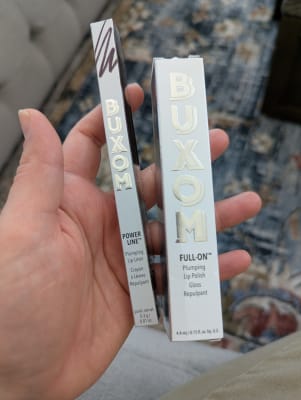 BUXOM
POWER
LINE™
Plumping
Lip Liner
Crayon
à Lèvres
Repulpant
BUXOM
FULL-ON™
Plumping
Lip Polish
Gloss
Repulpant